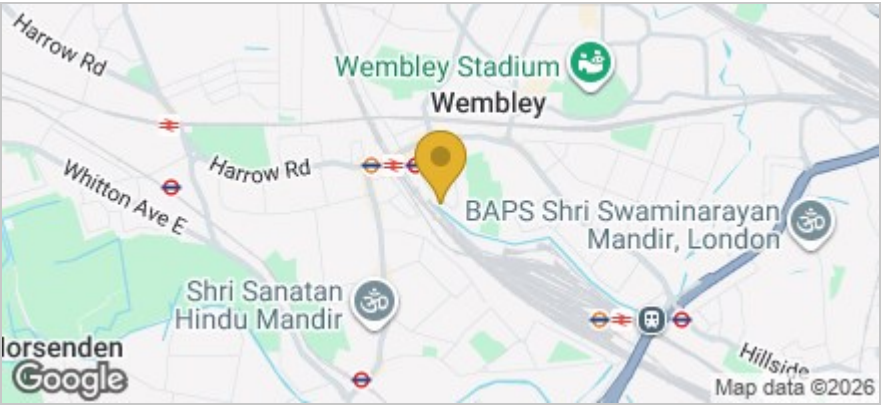 Harrow Rd
Wembley Stadium
Wembley
Harrow Rd
Whitton Ave E
BAPS Shri Swaminarayan
Mandir, London
Shri Sanatan
Hindu Mandir
Horsenden
Hillside
Google
Map data ©2026